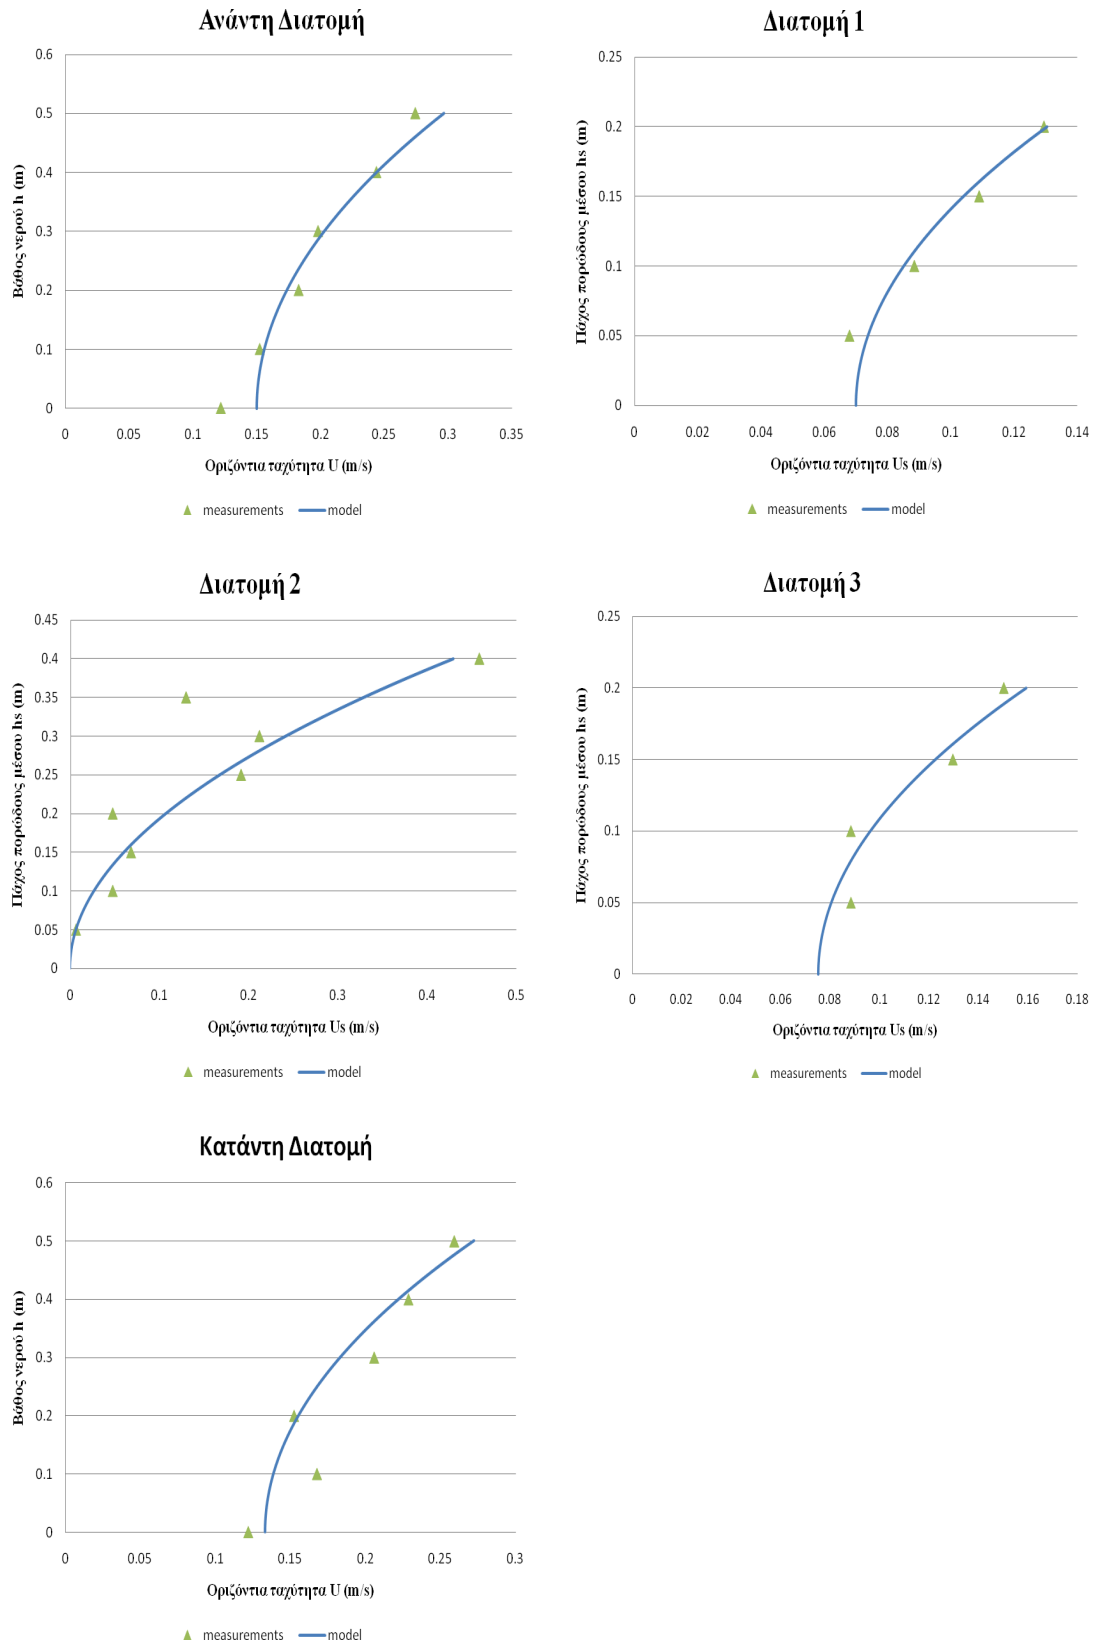 Ανάντη Διατομή
0.6
0.5
0.4
0.3
0.2
0.1
0
Βάθος νερού h (m)
0 0.05 0.1 0.15 0.2 0.25 0.3 0.35
Οριζόντια ταχύτητα U (m/s)
measurements model
Διατομή 1
0.25
0.2
0.15
0.1
0.05
0
Πάχος πορώδους μέσου hs (m)
0 0.02 0.04 0.06 0.08 0.1 0.12 0.14
Οριζόντια ταχύτητα Us (m/s)
measurements model
Διατομή 2
0.45
0.4
0.35
0.3
0.25
0.2
0.15
0.1
0.05
0
Πάχος πορώδους μέσου hs (m)
0 0.1 0.2 0.3 0.4 0.5
Οριζόντια ταχύτητα Us (m/s)
measurements model
Διατομή 3
0.25
0.2
0.15
0.1
0.05
0
Πάχος πορώδους μέσου hs (m)
0 0.02 0.04 0.06 0.08 0.1 0.12 0.14 0.16 0.18
Οριζόντια ταχύτητα Us (m/s)
measurements model
Κατάντη Διατομή
0.6
0.5
0.4
0.3
0.2
0.1
0
Βάθος νερού h (m)
0 0.05 0.1 0.15 0.2 0.25 0.3
Οριζόντια ταχύτητα U (m/s)
measurements model